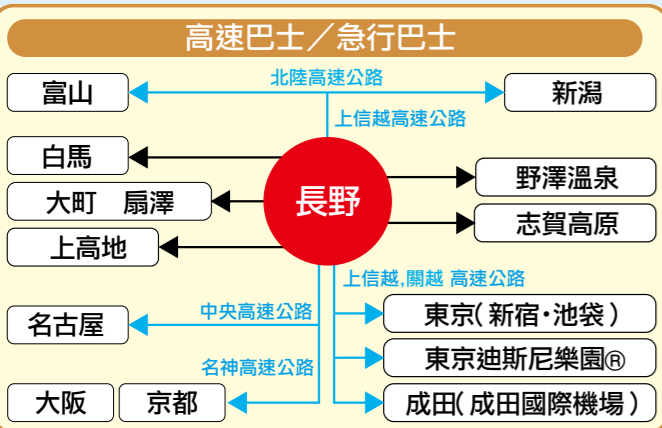 高速巴士／急行巴士
北陸高速公路
富山
新潟
上信越高速公路
白馬
野澤溫泉
大町　扇澤
長野
志賀高原
上高地
上信越,關越 高速公路
中央高速公路
東京(新宿・池袋)
名古屋
東京迪斯尼樂園®
名神高速公路
大阪
京都
成田(成田國際機場)